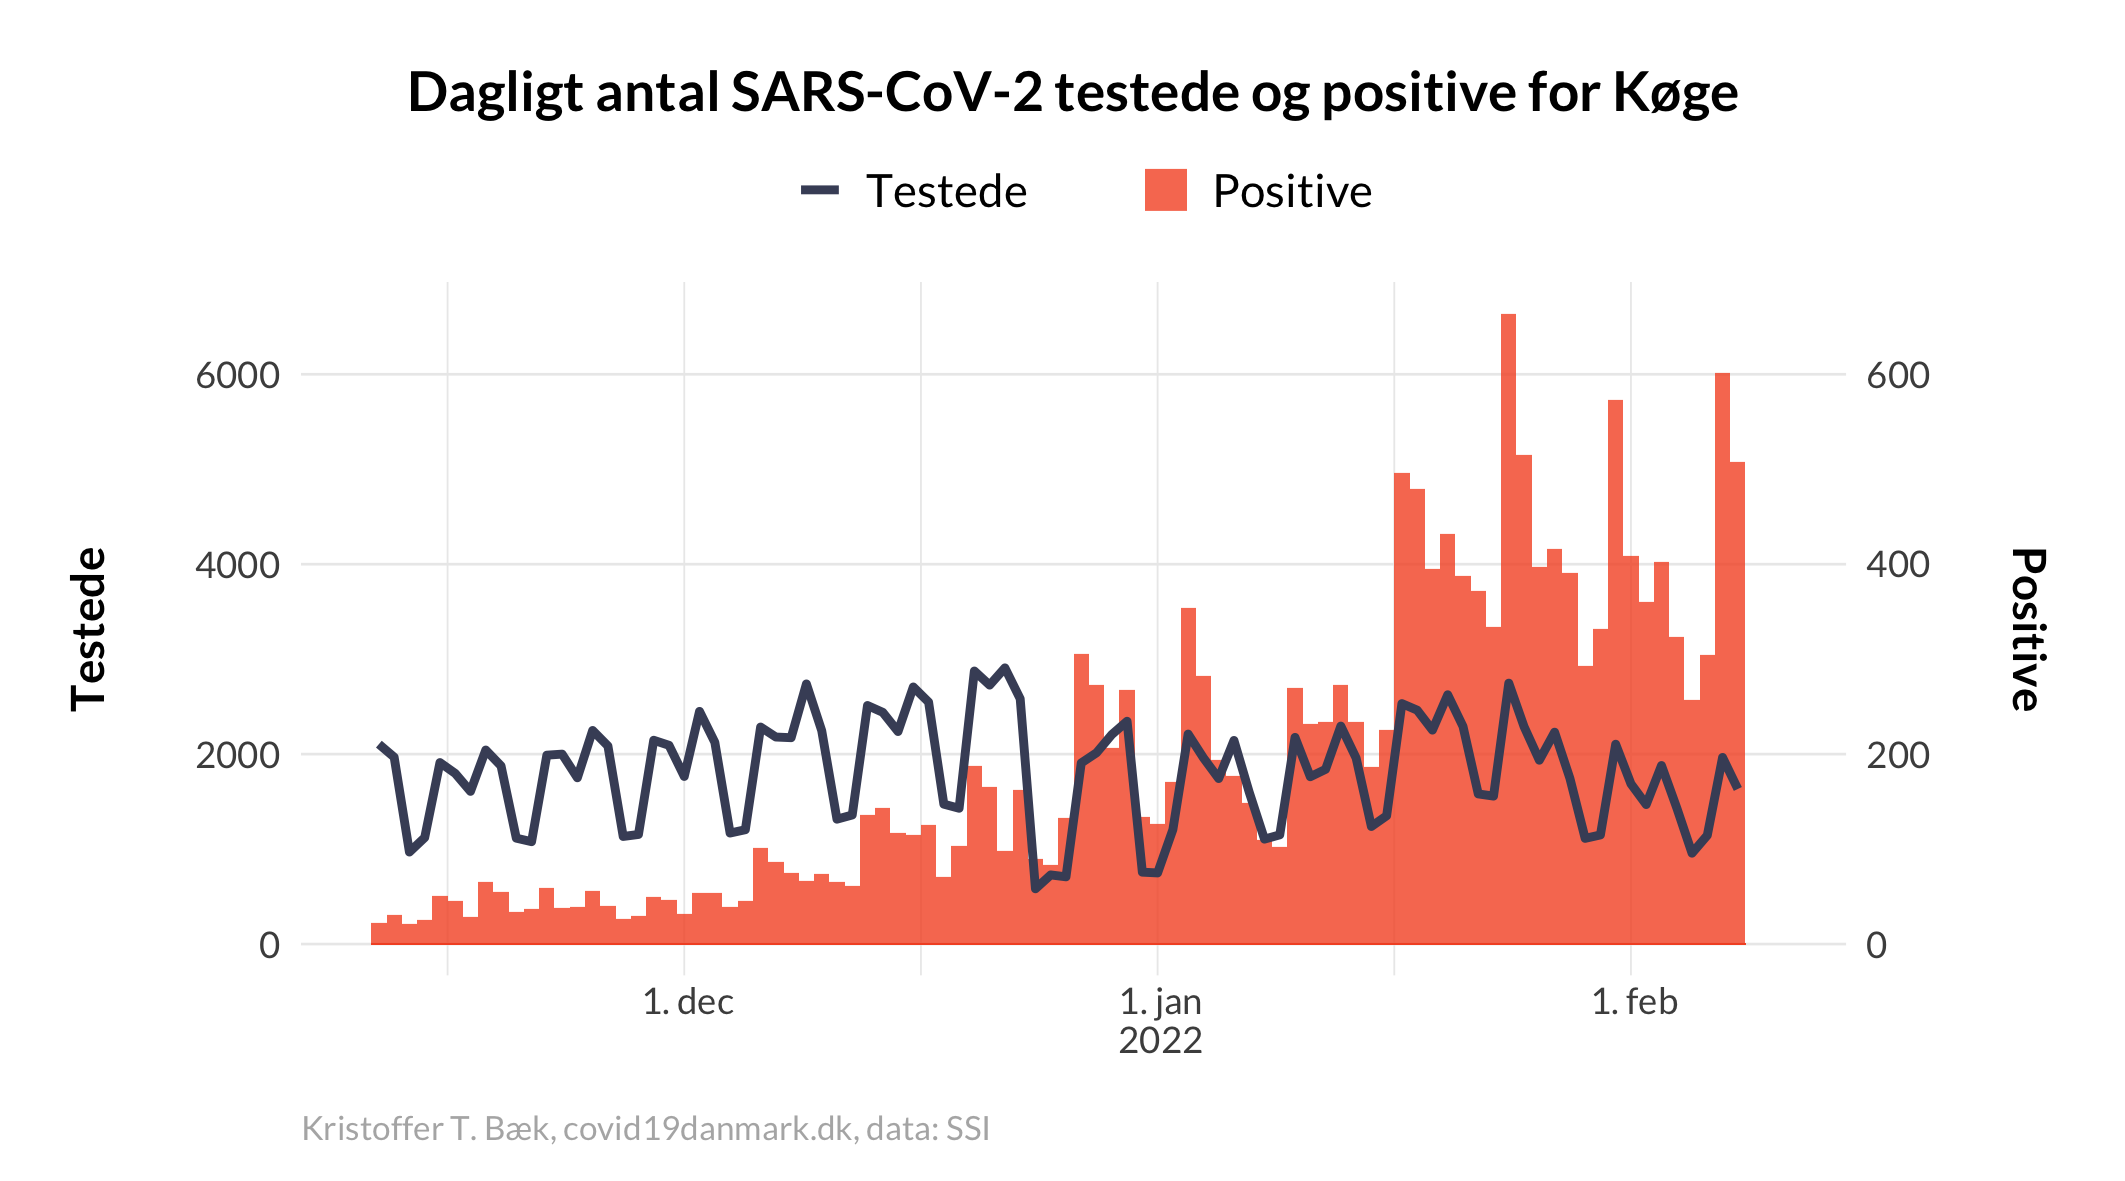 Dagligt antal SARS-CoV-2 testede og positive for Køge
Testede
Positive
6000
4000
2000
0
Testede
600
400
200
0
Positive
1. dec
1. jan
2022
1. feb
Kristoffer T. Bæk, covid19danmark.dk, data: SSI